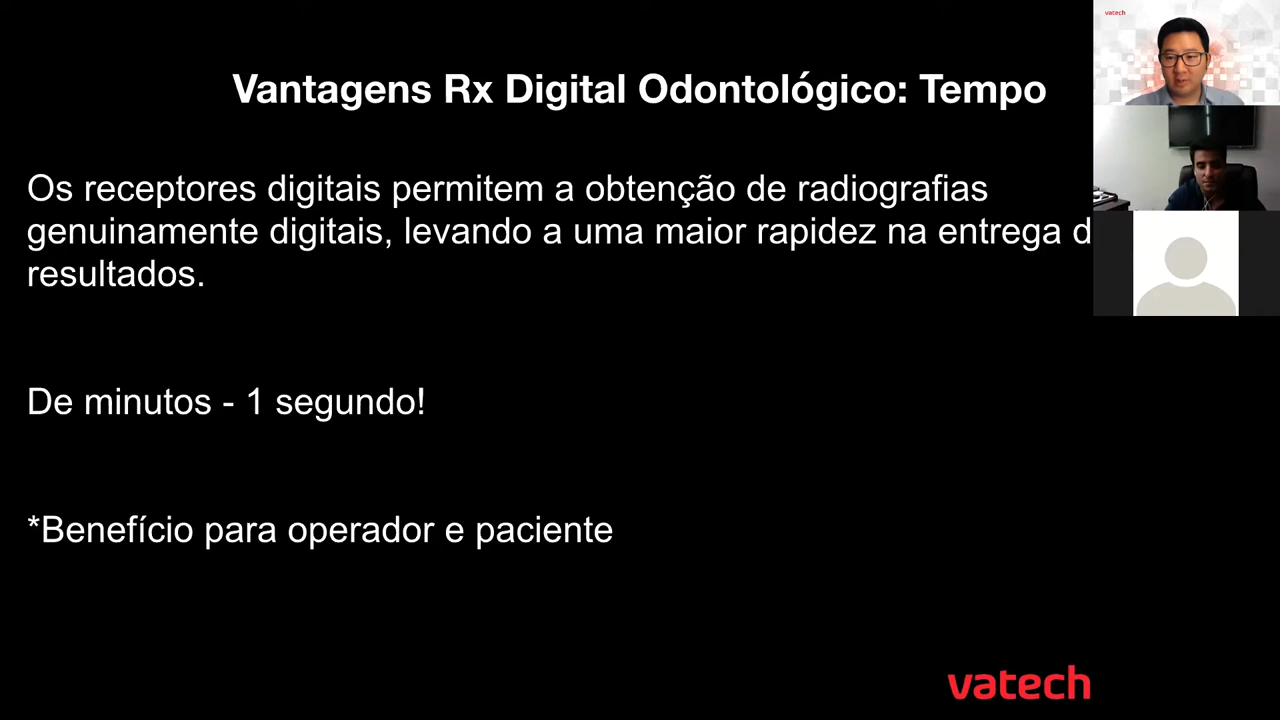 Vantagens Rx Digital Odontológico: Tempo
Os receptores digitais permitem a obtenção de radiografias
genuinamente digitais, levando a uma maior rapidez na entrega d
resultados.
De minutos - 1 segundo!
*Benefício para operador e paciente
vatech
vatech